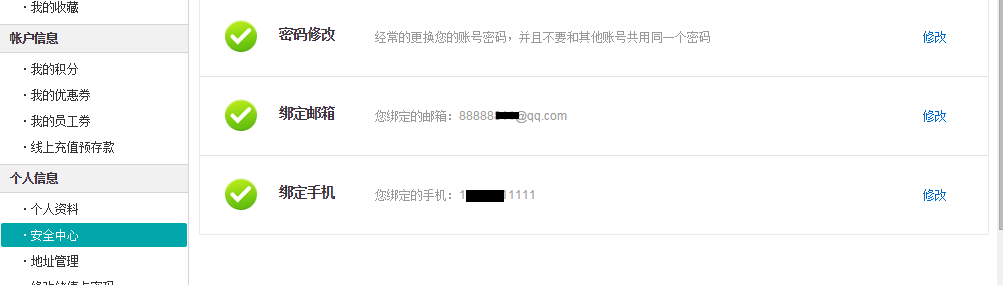 · 我的收藏
帐户信息
· 我的积分
· 我的优惠券
· 我的员工券
· 线上充值预存款
个人信息
· 个人资料
· 安全中心
· 地址管理
密码修改 经常的更换您的账号密码，并且不要和其他账号共用同一个密码 修改
绑定邮箱 您绑定的邮箱：88888@qq.com 修改
绑定手机 您绑定的手机：1 11111 修改